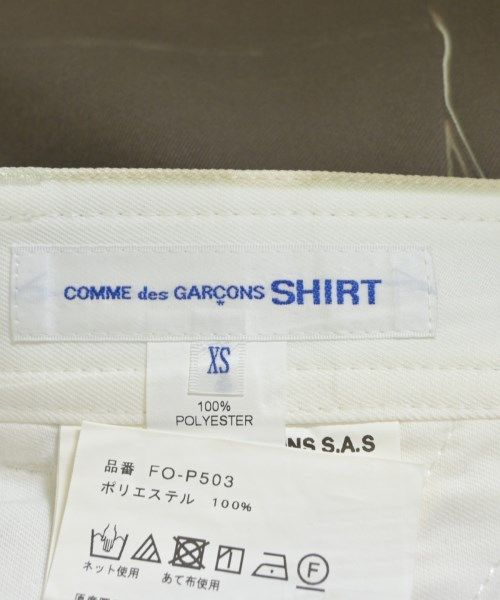 COMME des GARÇONS SHIRT
XS
100%
POLYESTER
NS S.A.S
品番 FO-P503
ポリエステル 100%
F
ネット使用 あて布使用